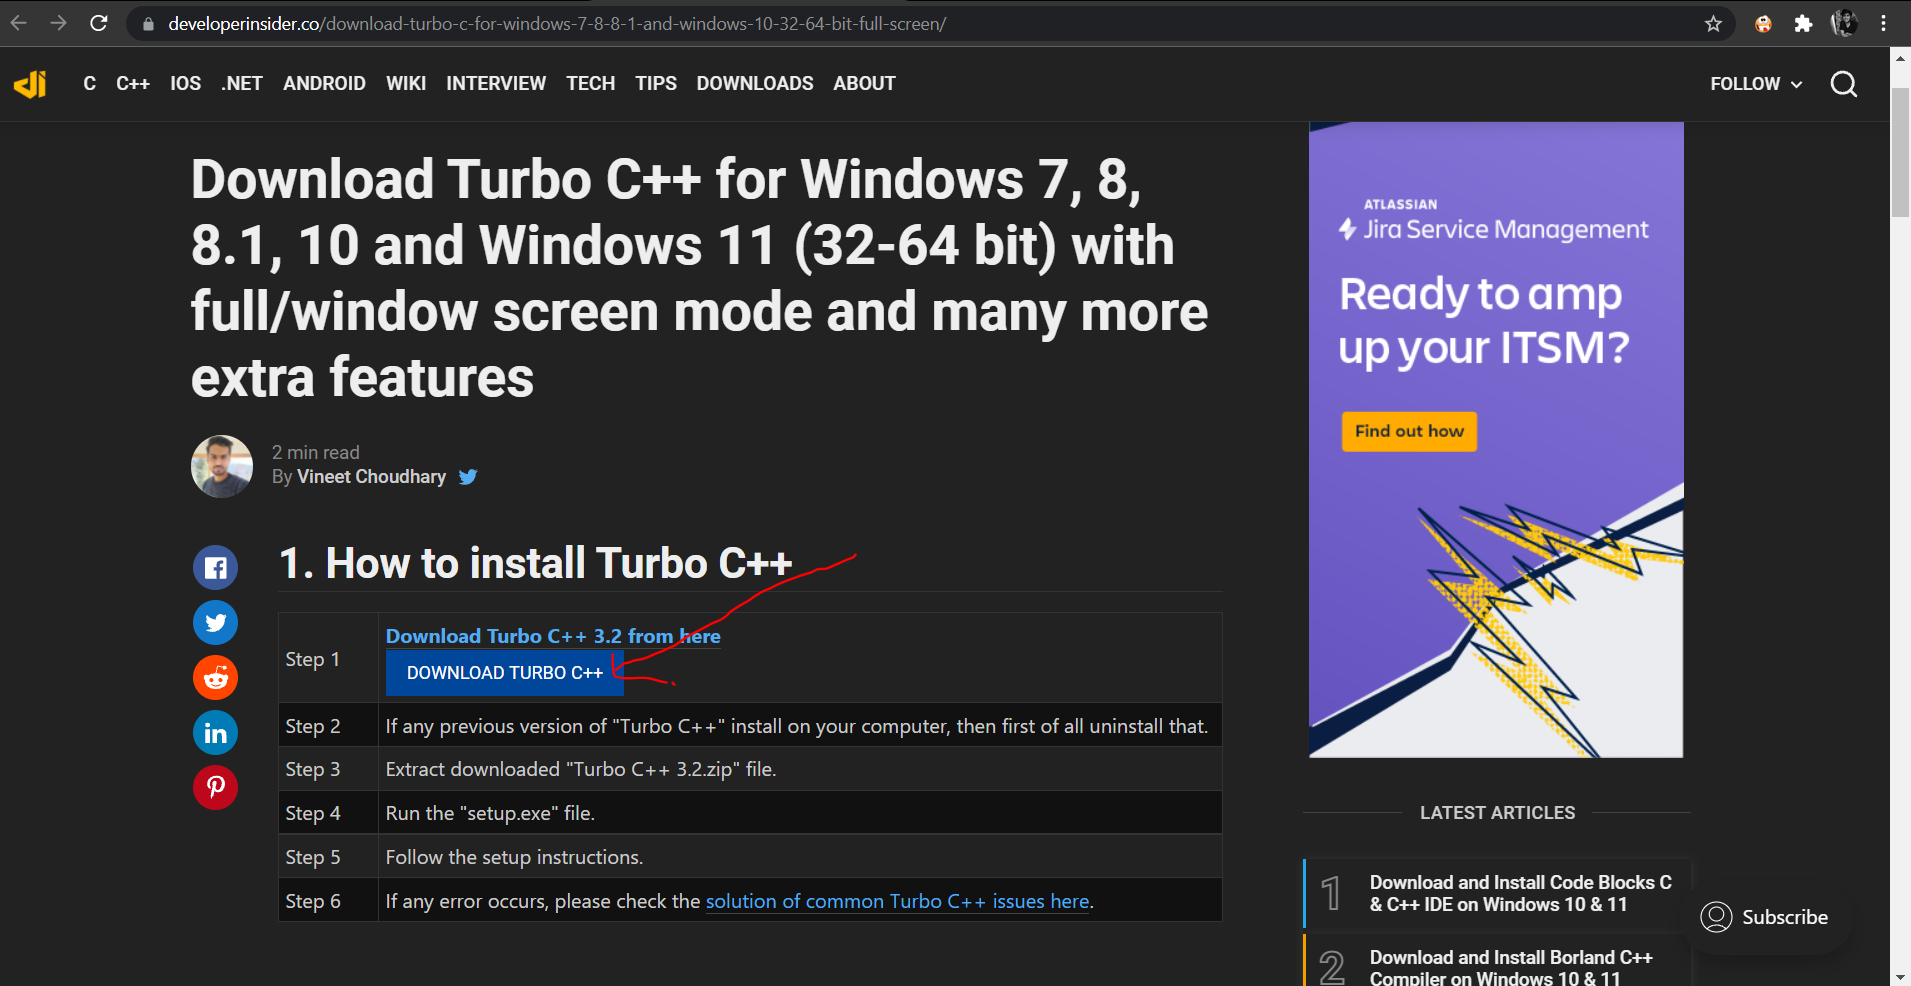 developerinsider.co/download-turbo-c-for-windows-7-8-8-1-and-windows-10-32-64-bit-full-screen/
C C++ IOS .NET ANDROID WIKI INTERVIEW TECH TIPS DOWNLOADS ABOUT
FOLLOW
Download Turbo C++ for Windows 7, 8,
8.1, 10 and Windows 11 (32-64 bit) with
full/window screen mode and many more
extra features
2 min read
By Vineet Choudhary
1. How to install Turbo C++
Step 1
Download Turbo C++ 3.2 from here
DOWNLOAD TURBO C++
Step 2 If any previous version of "Turbo C++" install on your computer, then first of all uninstall that.
Step 3 Extract downloaded "Turbo C++ 3.2.zip" file.
Step 4 Run the "setup.exe" file.
Step 5 Follow the setup instructions.
Step 6 If any error occurs, please check the solution of common Turbo C++ issues here.
ATLASSIAN
Jira Service Management
Ready to amp
up your ITSM?
Find out how
LATEST ARTICLES
1
Download and Install Code Blocks C
& C++ IDE on Windows 10 & 11
2
Download and Install Borland C++
Compiler on Windows 10 & 11
Subscribe